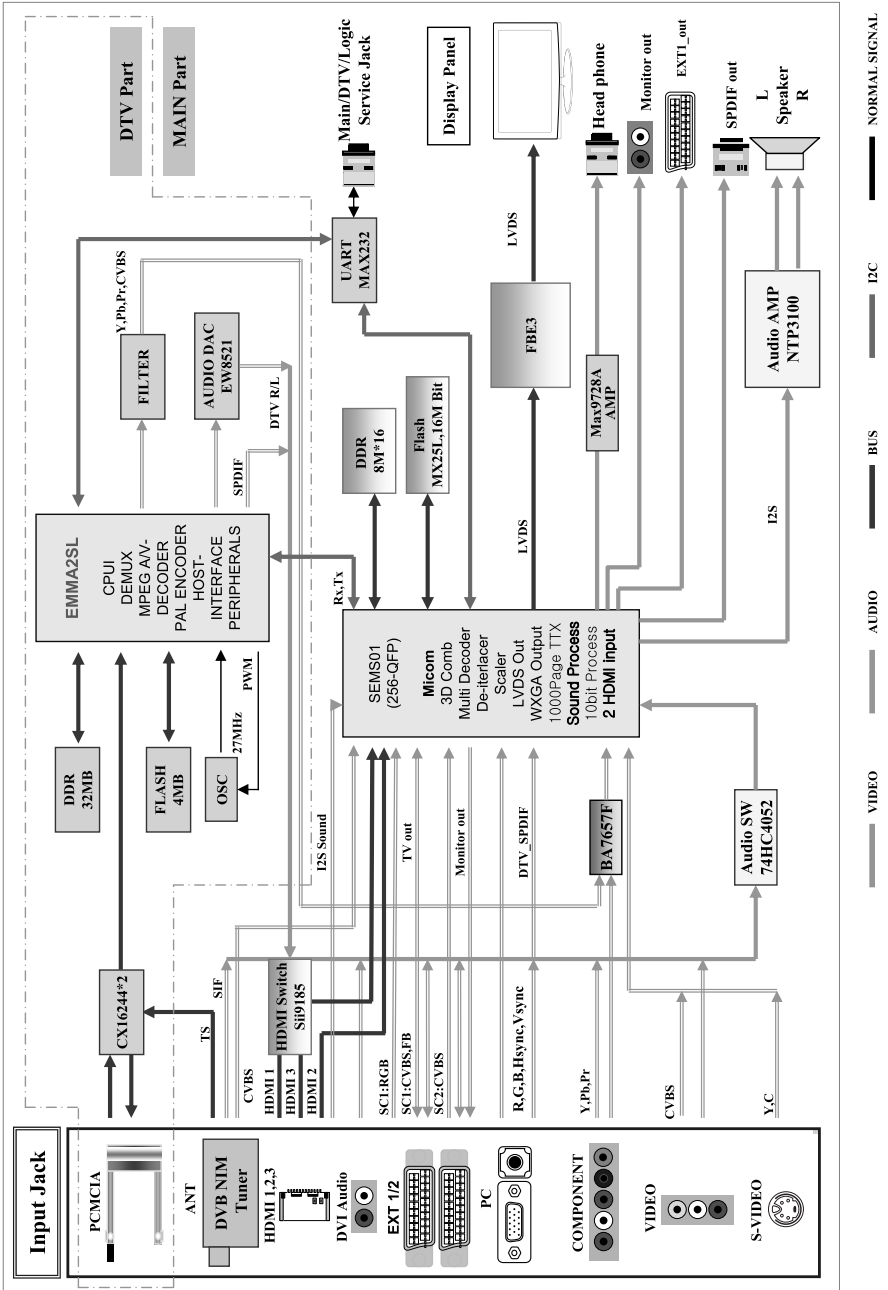 Input Jack
PCMCIA
ANT
DVB NIM
Tuner
HDMI 1,2,3
DVI Audio
EXT 1/2
PC
COMPONENT
VIDEO
S-VIDEO
CX16244*2
TS
SIF
CVBS
HDMI Switch
Sii9185
HDMI 1
HDMI 3
HDMI 2
SC1:RGB
SC1:CVBS,FB
SC2:CVBS
R,G,B,Hsync,Vsync
Y,Pb,Pr
CVBS
Y,C
DDR
32MB
FLASH
4MB
OSC
27MHz
PWM
I2S Sound
TV out
Monitor out
DTV_SPDIF
BA7657F
Audio SW
74HC4052
EMMA2SL
CPUI
DEMUX
MPEG A/V-
DECODER
PAL ENCODER
HOST-
INTERFACE
PERIPHERALS
Rx,Tx
SEMS01
(256-QFP)
Micom
3D Comb
Multi Decoder
De-iterlacer
Scaler
LVDS Out
WXGA Output
1000Page TTX
Sound Process
10bit Process
2 HDMI input
SPDIF
DTV R/L
FILTER
Y,Pb,Pr,CVBS
AUDIO DAC
EW8521
DDR
8M*16
Flash
MX25L,16M Bit
UART
MAX232
LVDS
FBE3
LVDS
Max9728A
AMP
I2S
Audio AMP
NTP3100
DTV Part
MAIN Part
Main/DTV/Logic
Service Jack
Display Panel
Head phone
Monitor out
EXT1_out
SPDIF out
L
Speaker
R
VIDEO
AUDIO
BUS
I2C
NORMAL SIGNAL